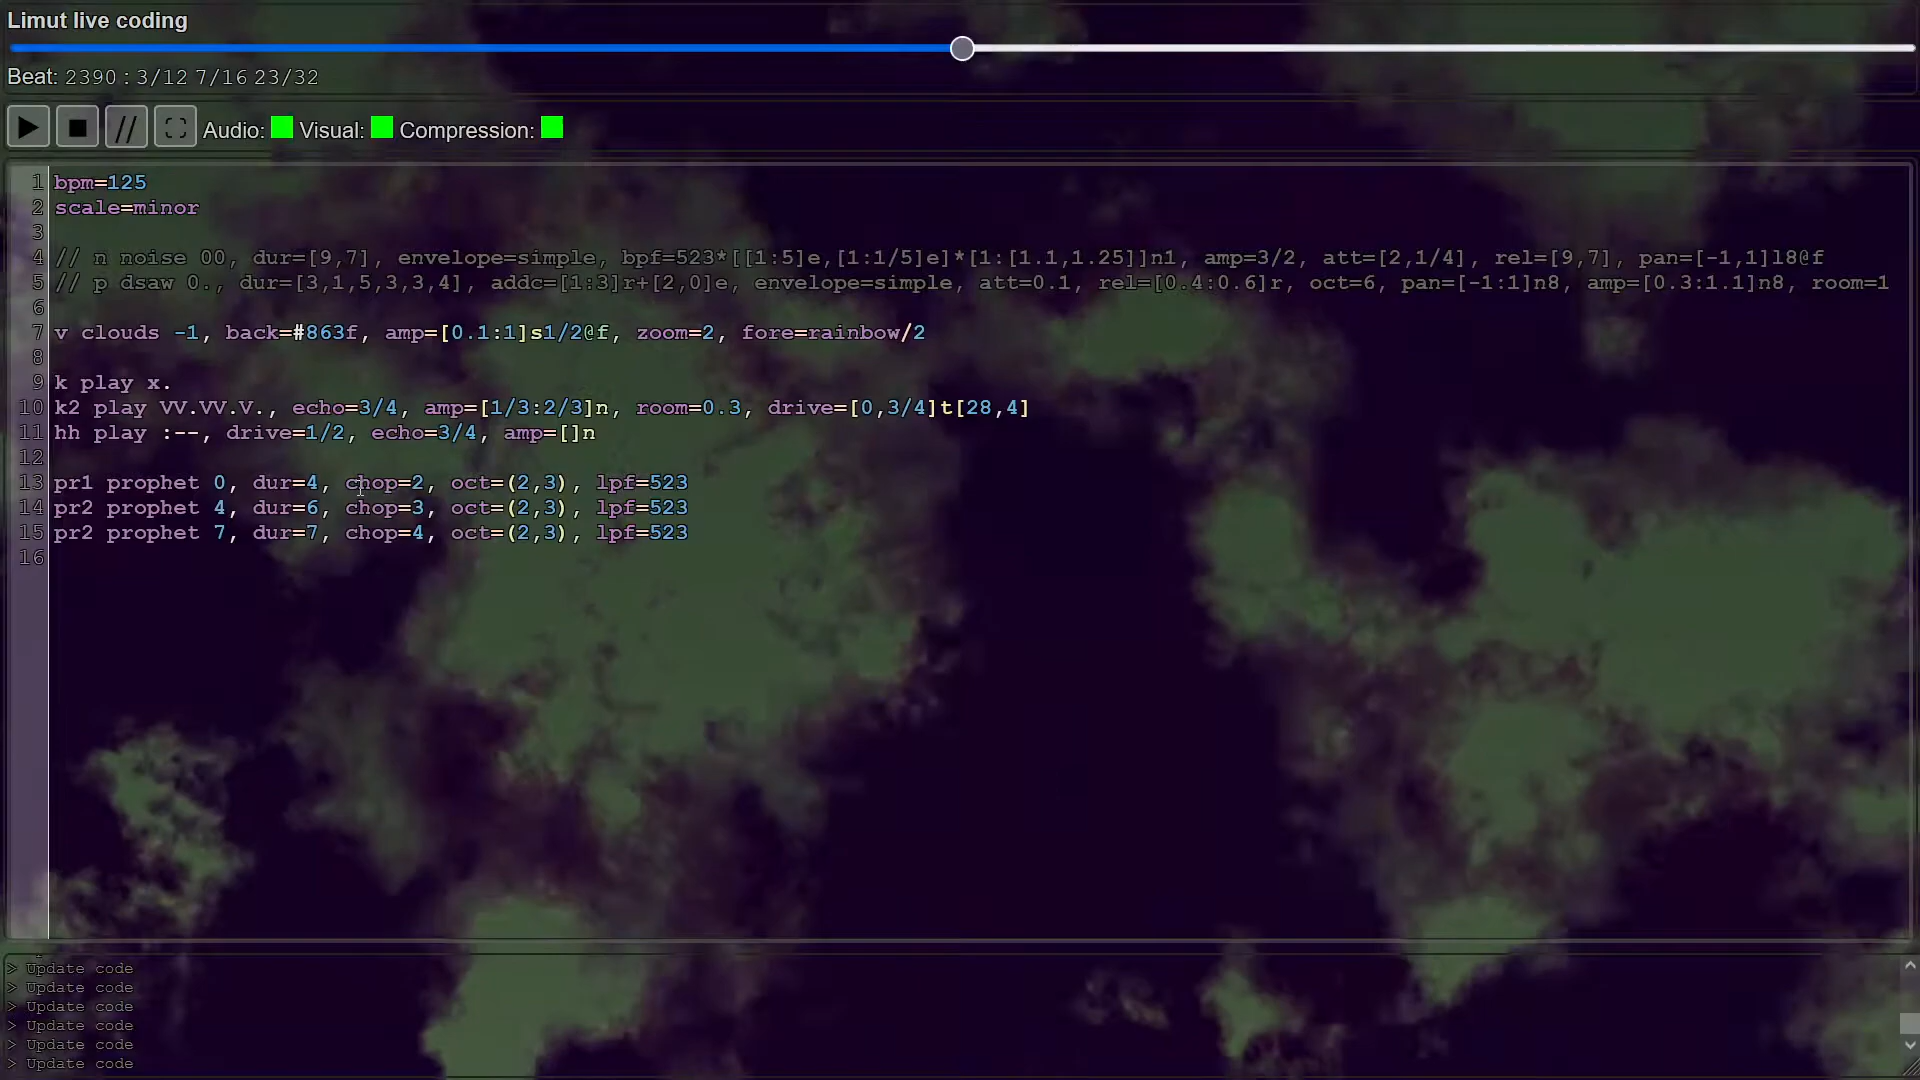 Limut live coding
Beat: 2390 : 3/12 7/16 23/32
// Audio: Visual: Compression:
1 bpm=125
2 scale=minor
3
4 // n noise 00, dur=[9,7], envelope=simple, bpf=523*[[1:5]e,[1:1/5]e]*[1:[1.1,1.25]]n1, amp=3/2, att=[2,1/4], rel=[9,7], pan=[-1,1]l8@f
5 // p dsaw 0., dur=[3,1,5,3,3,4], addc=[1:3]r+[2,0]e, envelope=simple, att=0.1, rel=[0.4:0.6]r, oct=6, pan=[-1:1]n8, amp=[0.3:1.1]n8, room=1
6
7 v clouds -1, back=#863f, amp=[0.1:1]s1/2@f, zoom=2, fore=rainbow/2
8
9 k play x.
10 k2 play VV.VV.V., echo=3/4, amp=[1/3:2/3]n, room=0.3, drive=[0,3/4]t[28,4]
11 hh play :--, drive=1/2, echo=3/4, amp=[]n
12
13 pr1 prophet 0, dur=4, chop=2, oct=(2,3), lpf=523
14 pr2 prophet 4, dur=6, chop=3, oct=(2,3), lpf=523
15 pr2 prophet 7, dur=7, chop=4, oct=(2,3), lpf=523
16
> Update code
> Update code
> Update code
> Update code
> Update code
> Update code